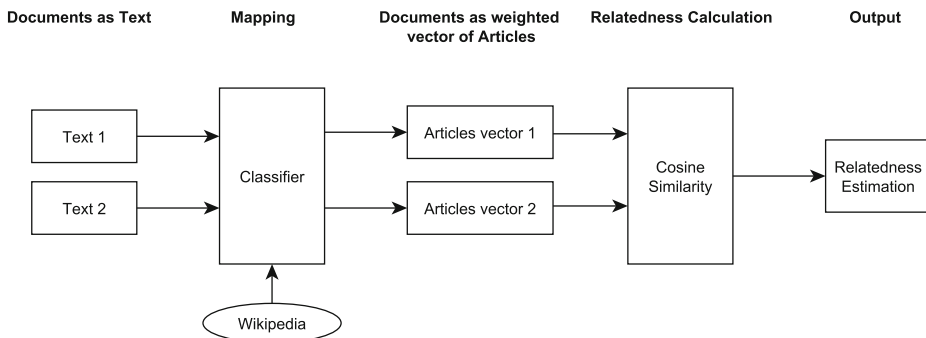 Documents as Text
Mapping
Documents as weighted
vector of Articles
Relatedness Calculation
Output
Text 1
Text 2
Classifier
Wikipedia
Articles vector 1
Articles vector 2
Cosine
Similarity
Relatedness
Estimation